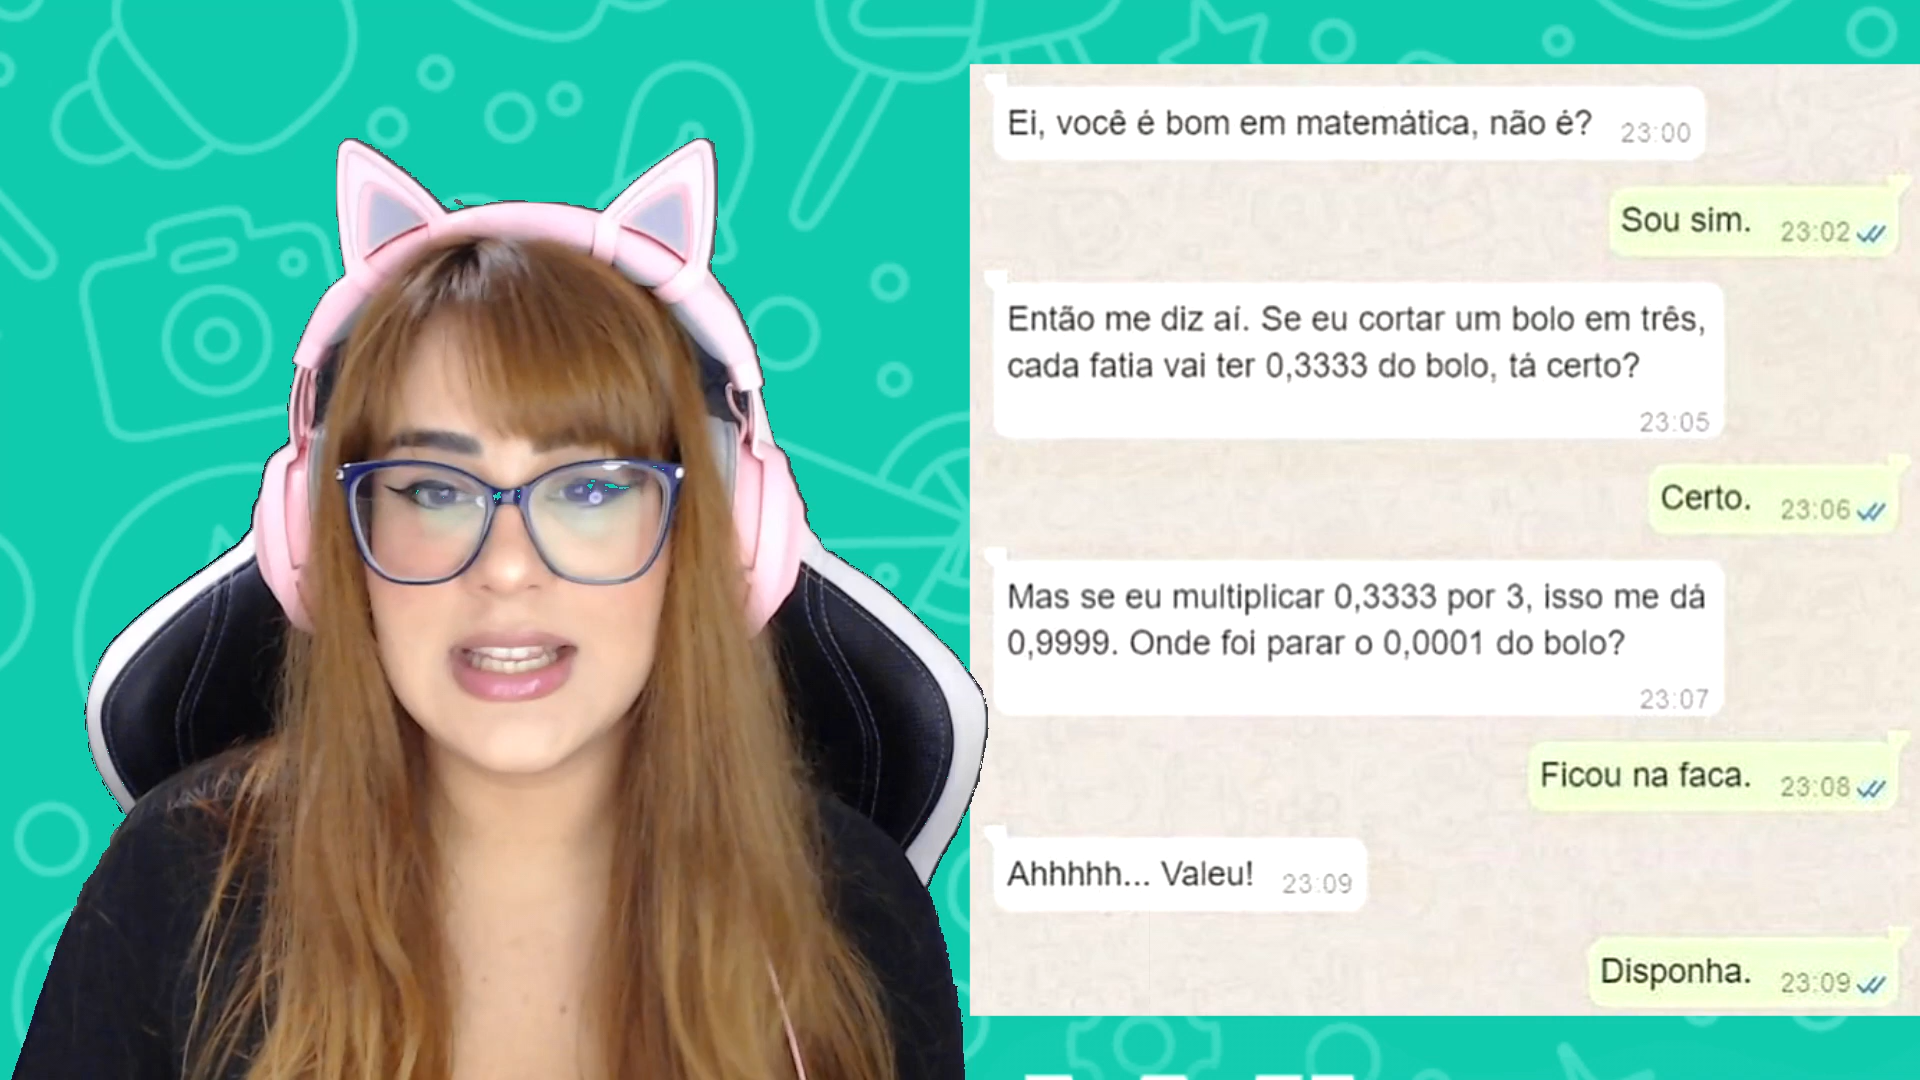 Ei, você é bom em matemática, não é? 23:00
Sou sim. 23:02
Então me diz aí. Se eu cortar um bolo em três,
cada fatia vai ter 0,3333 do bolo, tá certo?
23:05
Certo. 23:06
Mas se eu multiplicar 0,3333 por 3, isso me dá
0,9999. Onde foi parar o 0,0001 do bolo?
23:07
Ficou na faca. 23:08
Ahhhhh... Valeu! 23:09
Disponha. 23:09